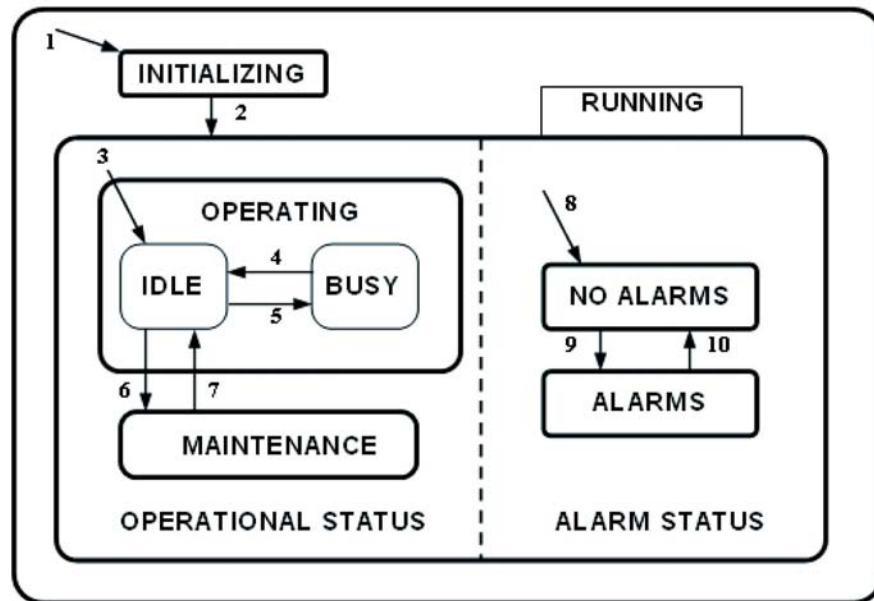 1
INITIALIZING
2
RUNNING
3
8
OPERATING
4
IDLE
BUSY
5
NO ALARMS
9
10
6
7
ALARMS
MAINTENANCE
OPERATIONAL STATUS
ALARM STATUS